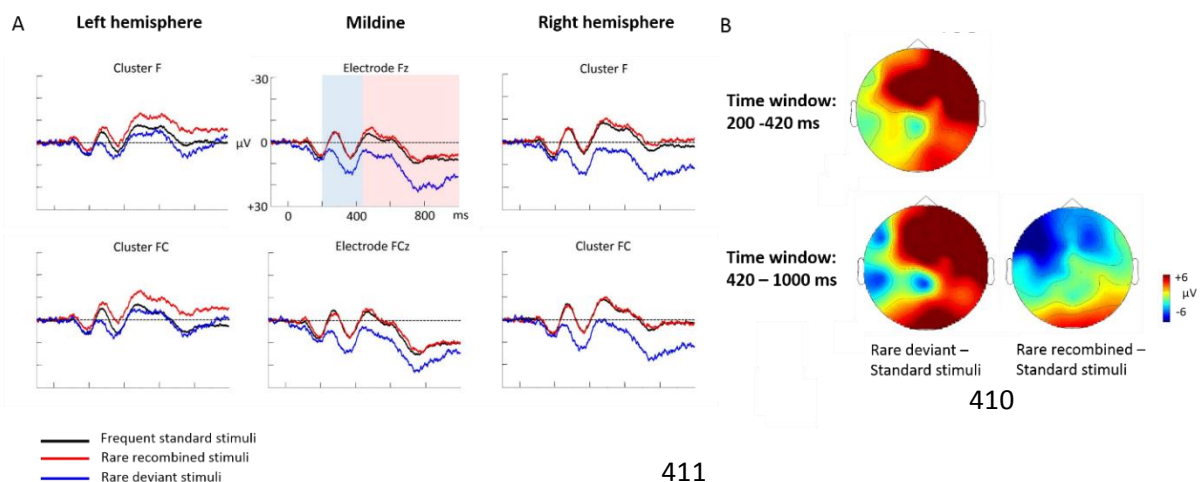 A
Left hemisphere
Mildine
Right hemisphere
Cluster F
Electrode Fz
Cluster F
-30
μV
0
+30
0
400
800
ms
Cluster FC
Electrode FCz
Cluster FC
Frequent standard stimuli
Rare recombined stimuli
Rare deviant stimuli
411
B
Time window:
200 -420 ms
Time window:
420 – 1000 ms
+6
μV
-6
Rare deviant –
Standard stimuli
Rare recombined –
Standard stimuli
410